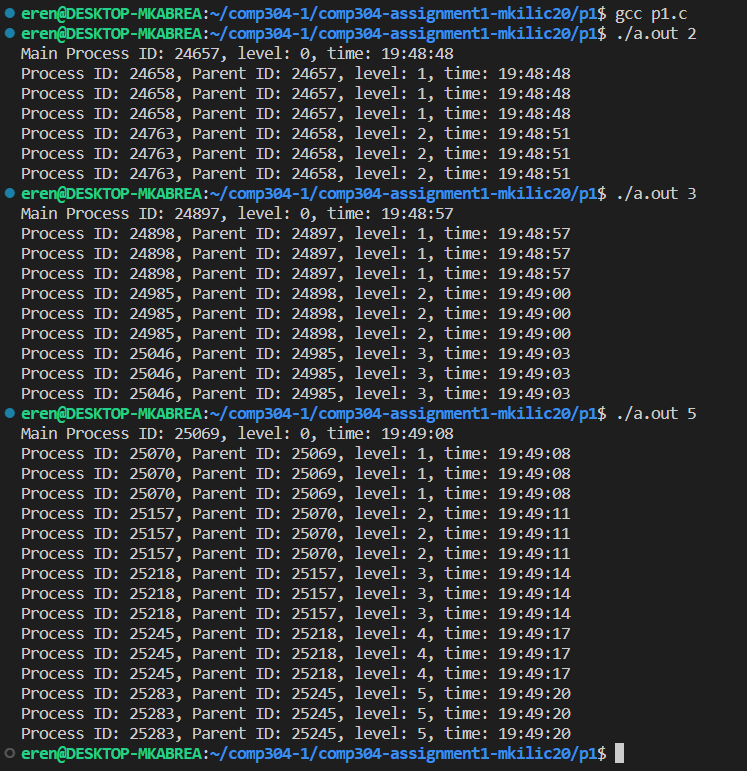 eren@DESKTOP-MKABREA:~/comp304-1/comp304-assignment1-mkilic20/p1$ gcc p1.c
eren@DESKTOP-MKABREA:~/comp304-1/comp304-assignment1-mkilic20/p1$ ./a.out 2
Main Process ID: 24657, level: 0, time: 19:48:48
Process ID: 24658, Parent ID: 24657, level: 1, time: 19:48:48
Process ID: 24658, Parent ID: 24657, level: 1, time: 19:48:48
Process ID: 24658, Parent ID: 24657, level: 1, time: 19:48:48
Process ID: 24763, Parent ID: 24658, level: 2, time: 19:48:51
Process ID: 24763, Parent ID: 24658, level: 2, time: 19:48:51
Process ID: 24763, Parent ID: 24658, level: 2, time: 19:48:51
eren@DESKTOP-MKABREA:~/comp304-1/comp304-assignment1-mkilic20/p1$ ./a.out 3
Main Process ID: 24897, level: 0, time: 19:48:57
Process ID: 24898, Parent ID: 24897, level: 1, time: 19:48:57
Process ID: 24898, Parent ID: 24897, level: 1, time: 19:48:57
Process ID: 24898, Parent ID: 24897, level: 1, time: 19:48:57
Process ID: 24985, Parent ID: 24898, level: 2, time: 19:49:00
Process ID: 24985, Parent ID: 24898, level: 2, time: 19:49:00
Process ID: 24985, Parent ID: 24898, level: 2, time: 19:49:00
Process ID: 25046, Parent ID: 24985, level: 3, time: 19:49:03
Process ID: 25046, Parent ID: 24985, level: 3, time: 19:49:03
Process ID: 25046, Parent ID: 24985, level: 3, time: 19:49:03
eren@DESKTOP-MKABREA:~/comp304-1/comp304-assignment1-mkilic20/p1$ ./a.out 5
Main Process ID: 25069, level: 0, time: 19:49:08
Process ID: 25070, Parent ID: 25069, level: 1, time: 19:49:08
Process ID: 25070, Parent ID: 25069, level: 1, time: 19:49:08
Process ID: 25070, Parent ID: 25069, level: 1, time: 19:49:08
Process ID: 25157, Parent ID: 25070, level: 2, time: 19:49:11
Process ID: 25157, Parent ID: 25070, level: 2, time: 19:49:11
Process ID: 25157, Parent ID: 25070, level: 2, time: 19:49:11
Process ID: 25218, Parent ID: 25157, level: 3, time: 19:49:14
Process ID: 25218, Parent ID: 25157, level: 3, time: 19:49:14
Process ID: 25218, Parent ID: 25157, level: 3, time: 19:49:14
Process ID: 25245, Parent ID: 25218, level: 4, time: 19:49:17
Process ID: 25245, Parent ID: 25218, level: 4, time: 19:49:17
Process ID: 25245, Parent ID: 25218, level: 4, time: 19:49:17
Process ID: 25283, Parent ID: 25245, level: 5, time: 19:49:20
Process ID: 25283, Parent ID: 25245, level: 5, time: 19:49:20
Process ID: 25283, Parent ID: 25245, level: 5, time: 19:49:20
eren@DESKTOP-MKABREA:~/comp304-1/comp304-assignment1-mkilic20/p1$